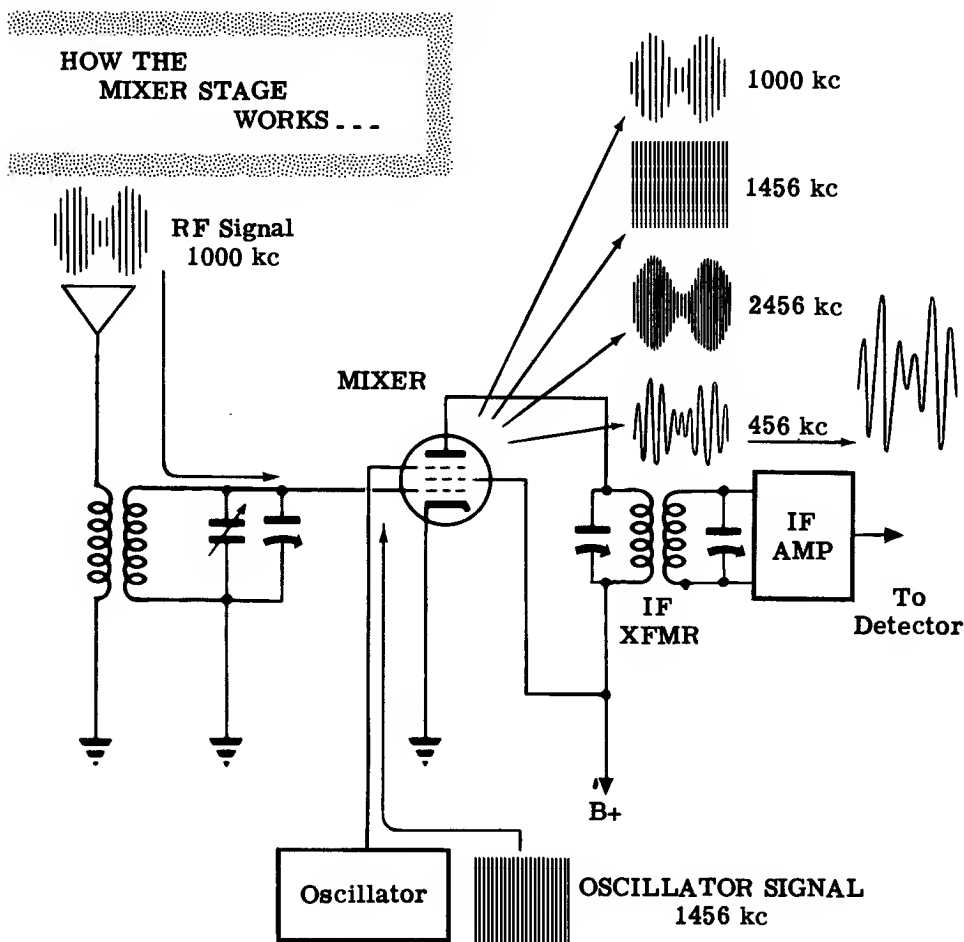 HOW THE
MIXER STAGE
WORKS...
RF Signal
1000 kc
1000 kc
1456 kc
2456 kc
456 kc
MIXER
IF
XFMR
IF
AMP
To
Detector
B+
Oscillator
OSCILLATOR SIGNAL
1456 kc